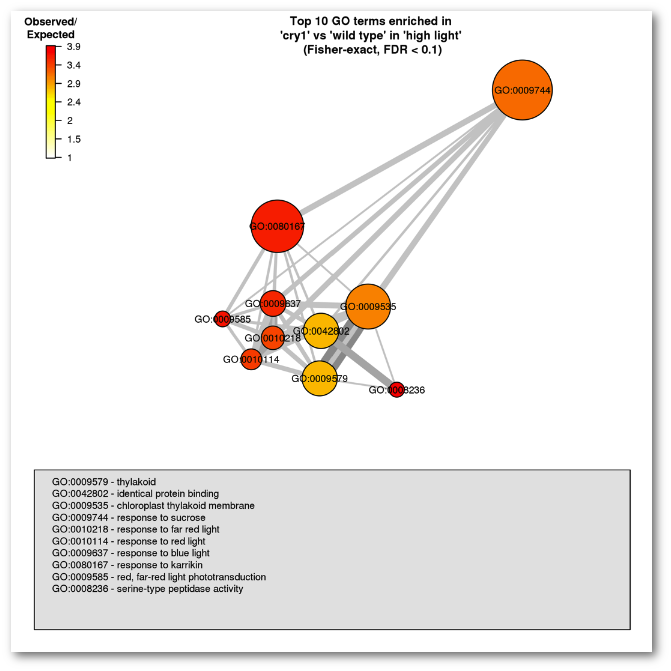 Observed/
Expected
3.9
3.4
2.9
2.4
2
1.5
1
Top 10 GO terms enriched in
'cry1' vs 'wild type' in 'high light'
(Fisher-exact, FDR < 0.1)
GO:0009744
GO:0080167
GO:0009637
GO:0009535
GO:0009585
GO:0042802
GO:0010218
GO:0010114
GO:0009579
GO:0008236
GO:0009579 - thylakoid
GO:0042802 - identical protein binding
GO:0009535 - chloroplast thylakoid membrane
GO:0009744 - response to sucrose
GO:0010218 - response to far red light
GO:0010114 - response to red light
GO:0009637 - response to blue light
GO:0080167 - response to karrikin
GO:0009585 - red, far-red light phototransduction
GO:0008236 - serine-type peptidase activity